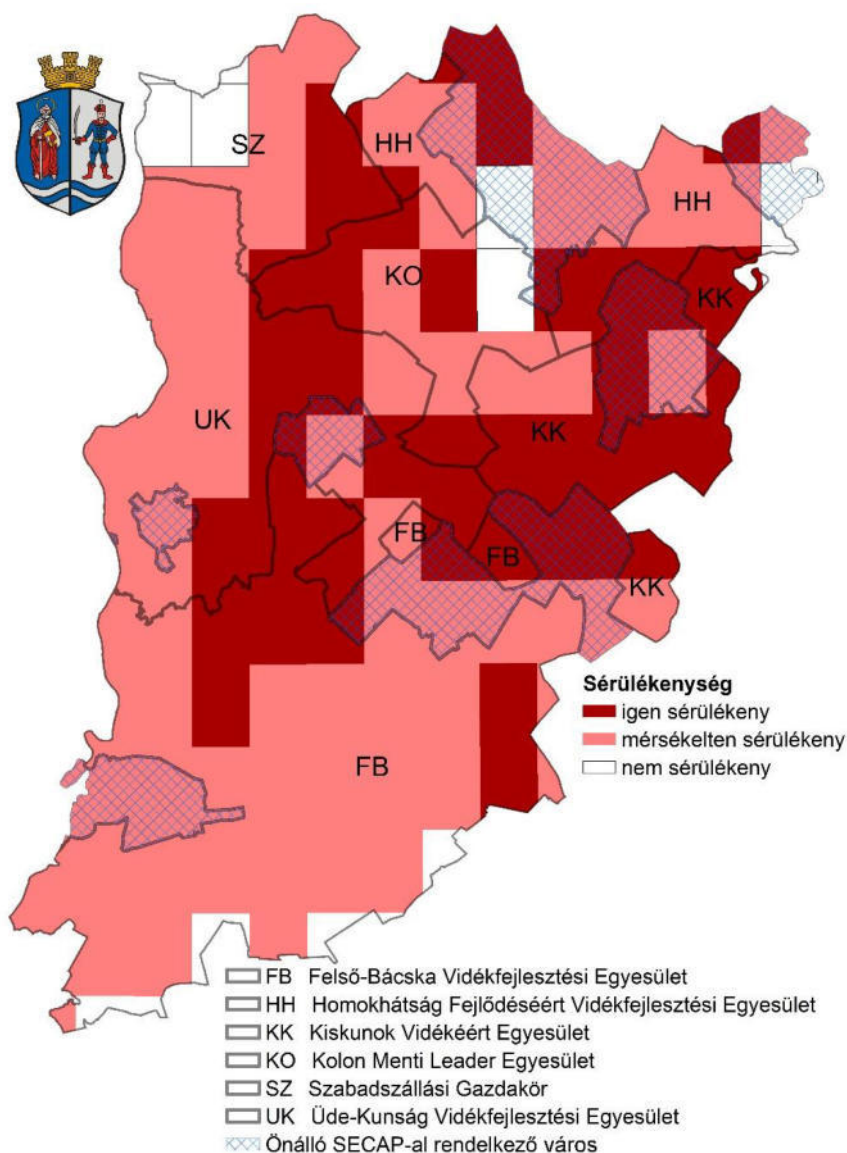 SZ
HH
HH
KO
KK
UK
KK
FB
FB
KK
Sérülékenység
igen sérülékeny
mérsékelten sérülékeny
nem sérülékeny
FB
FB Felső-Bácska Vidékfejlesztési Egyesület
HH Homokhátság Fejlődéséért Vidékfejlesztési Egyesület
KK Kiskunok Vidékéért Egyesület
KO Kolon Menti Leader Egyesület
SZ Szabadszállási Gazdakör
UK Üde-Kunság Vidékfejlesztési Egyesület
Önálló SECAP-al rendelkező város